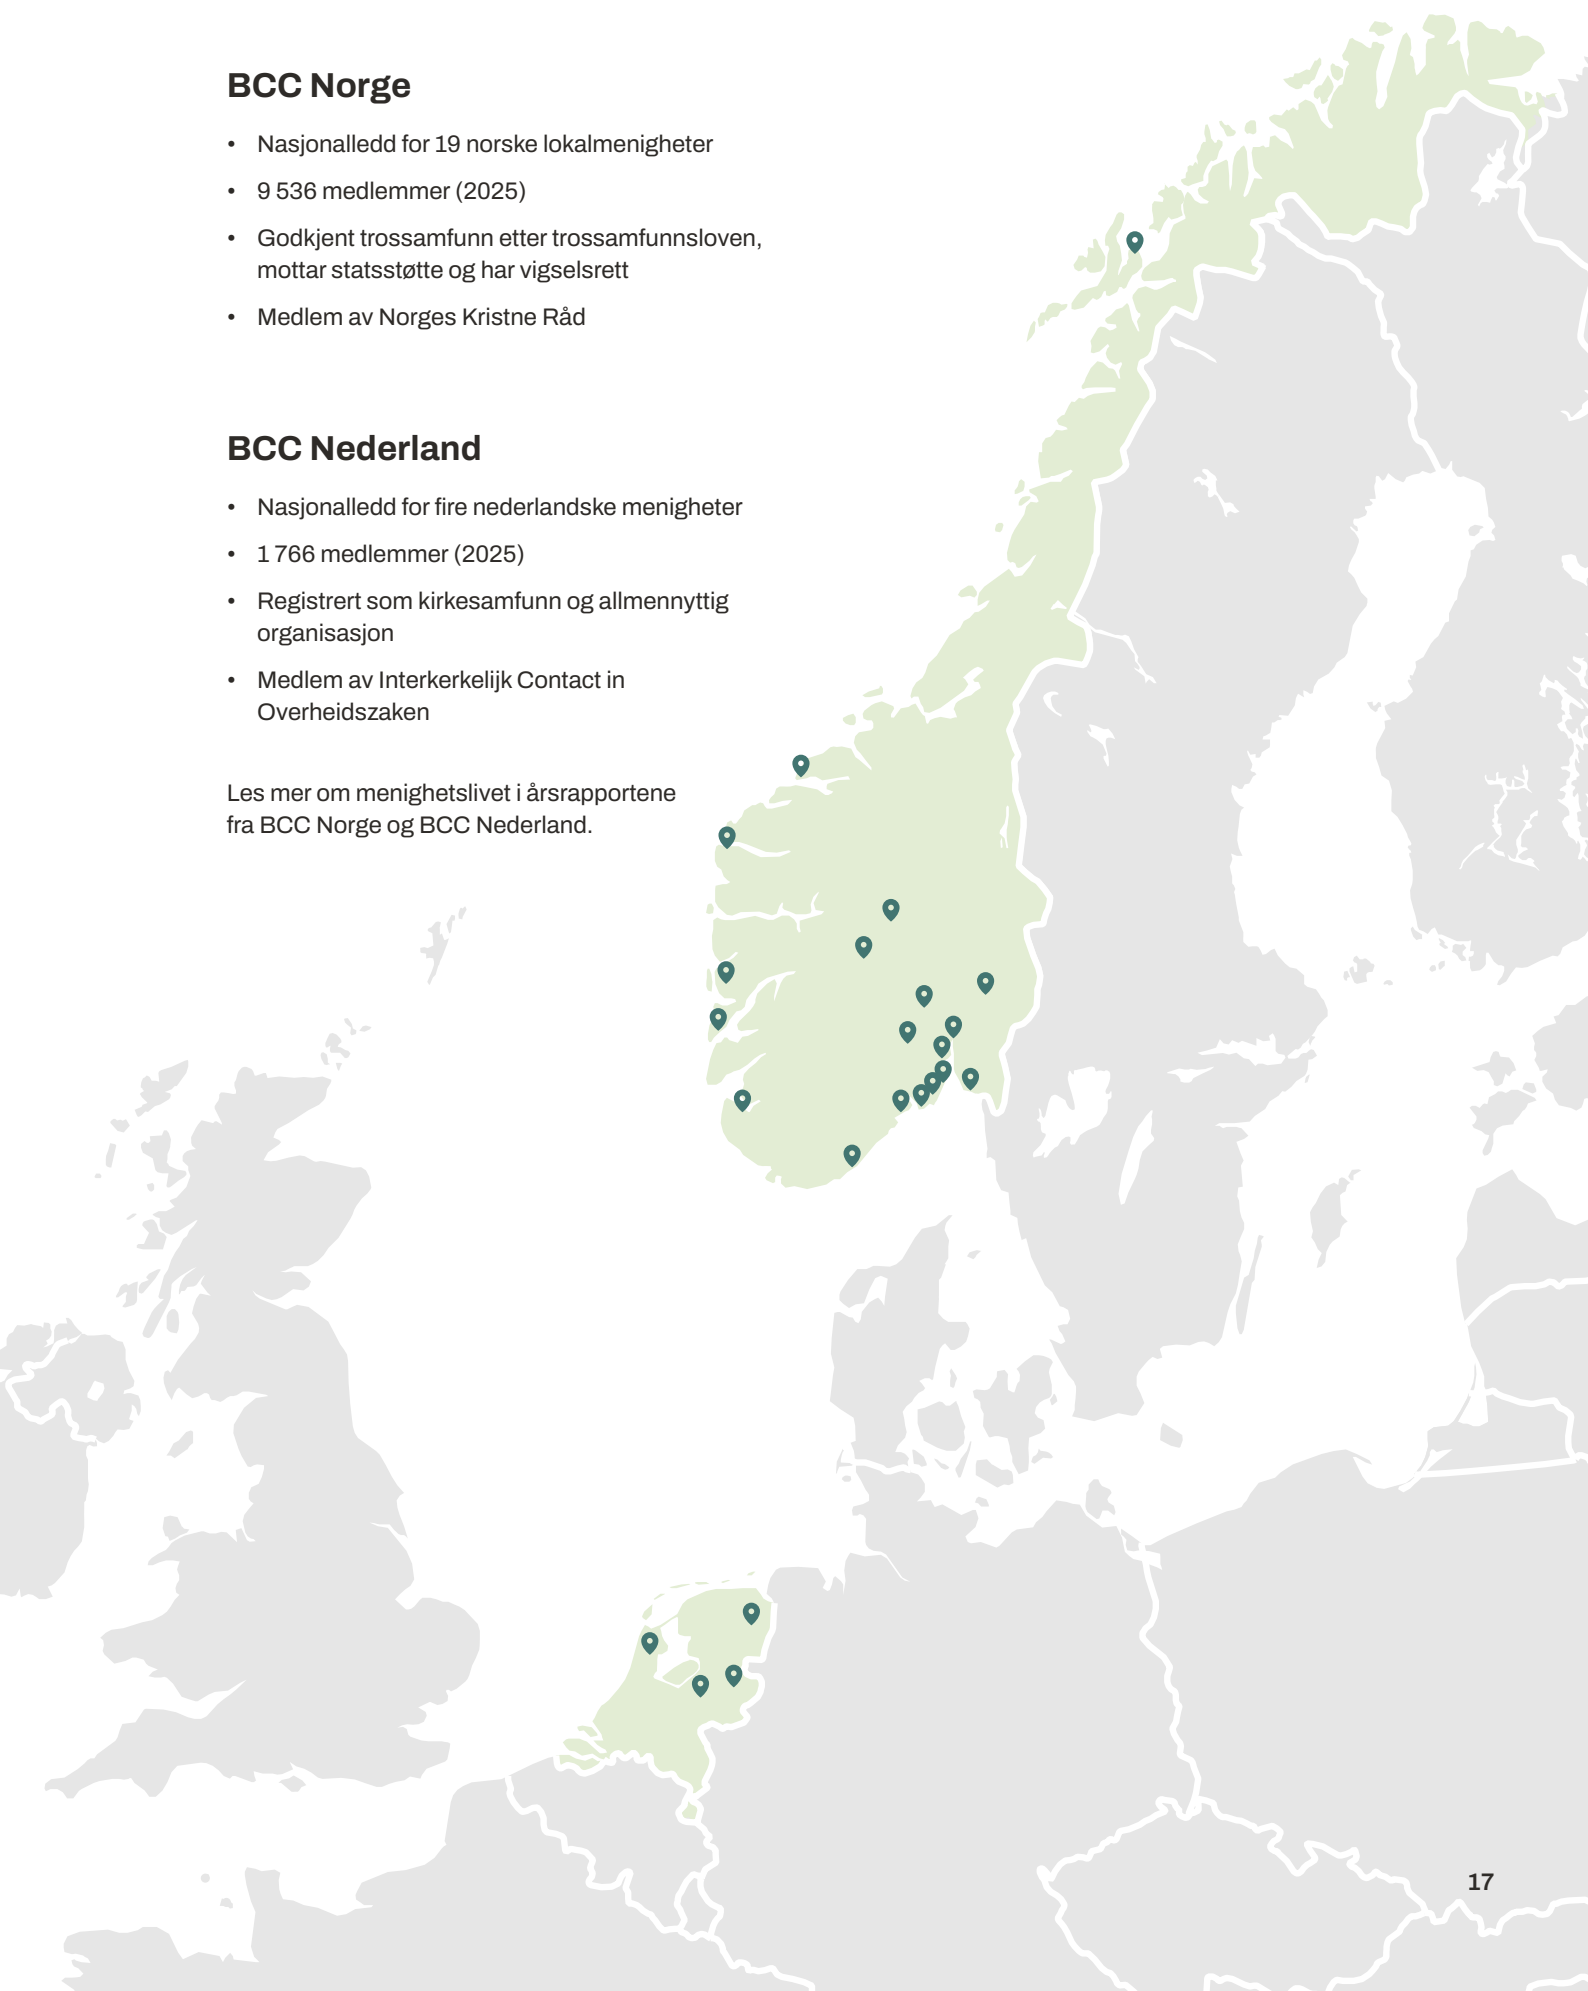 BCC Norge
• Nasjonalledd for 19 norske lokalmenigheter
• 9 536 medlemmer (2025)
• Godkjent trossamfunn etter trossamfunnsloven,
mottar statsstøtte og har vigselsrett
• Medlem av Norges Kristne Råd
BCC Nederland
• Nasjonalledd for fire nederlandske menigheter
• 1 766 medlemmer (2025)
• Registrert som kirkesamfunn og allmennyttig
organisasjon
• Medlem av Interkerkelijk Contact in
Overheidszaken
Les mer om menighetslivet i årsrapportene
fra BCC Norge og BCC Nederland.
17